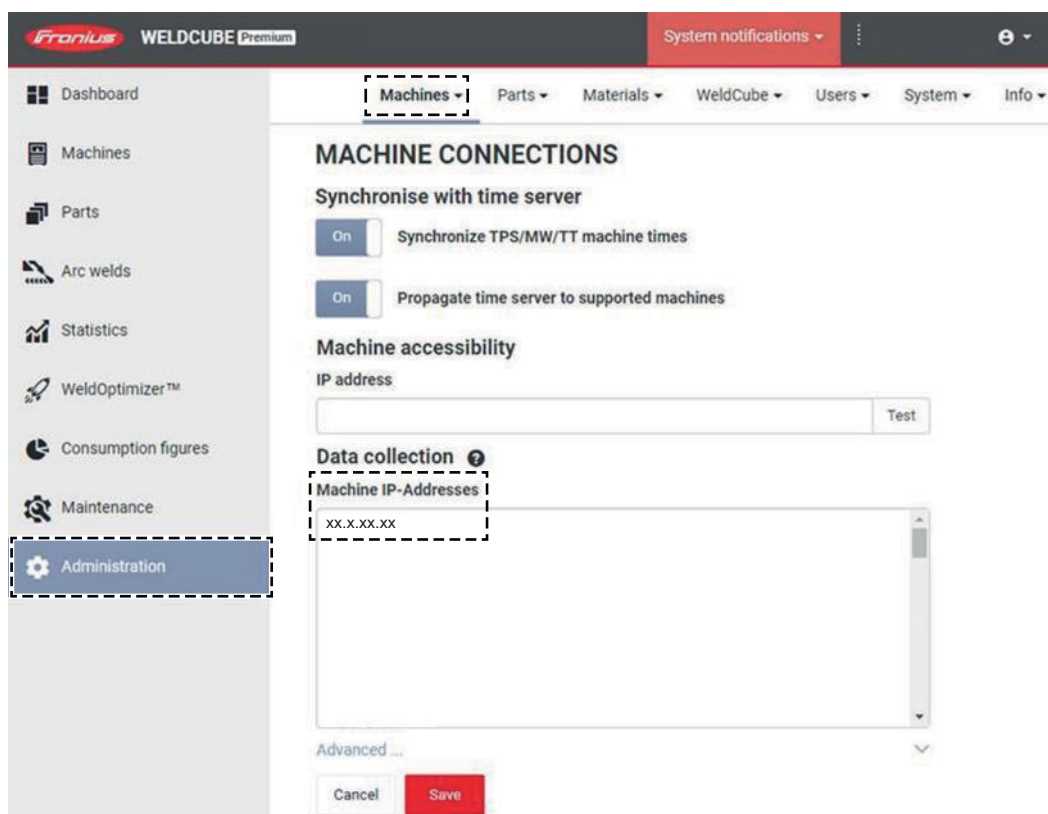 Fronius WELDCUBE Premium System notifications
Dashboard
Machines
Parts
Arc welds
Statistics
WeldOptimizer™
Consumption figures
Maintenance
Administration
Machines Parts Materials WeldCube Users System Info
MACHINE CONNECTIONS
Synchronise with time server
On Synchronize TPS/MW/TT machine times
On Propagate time server to supported machines
Machine accessibility
IP address
Test
Data collection ?
Machine IP-Addresses
xx.x.xx.xx
Advanced ...
Cancel Save